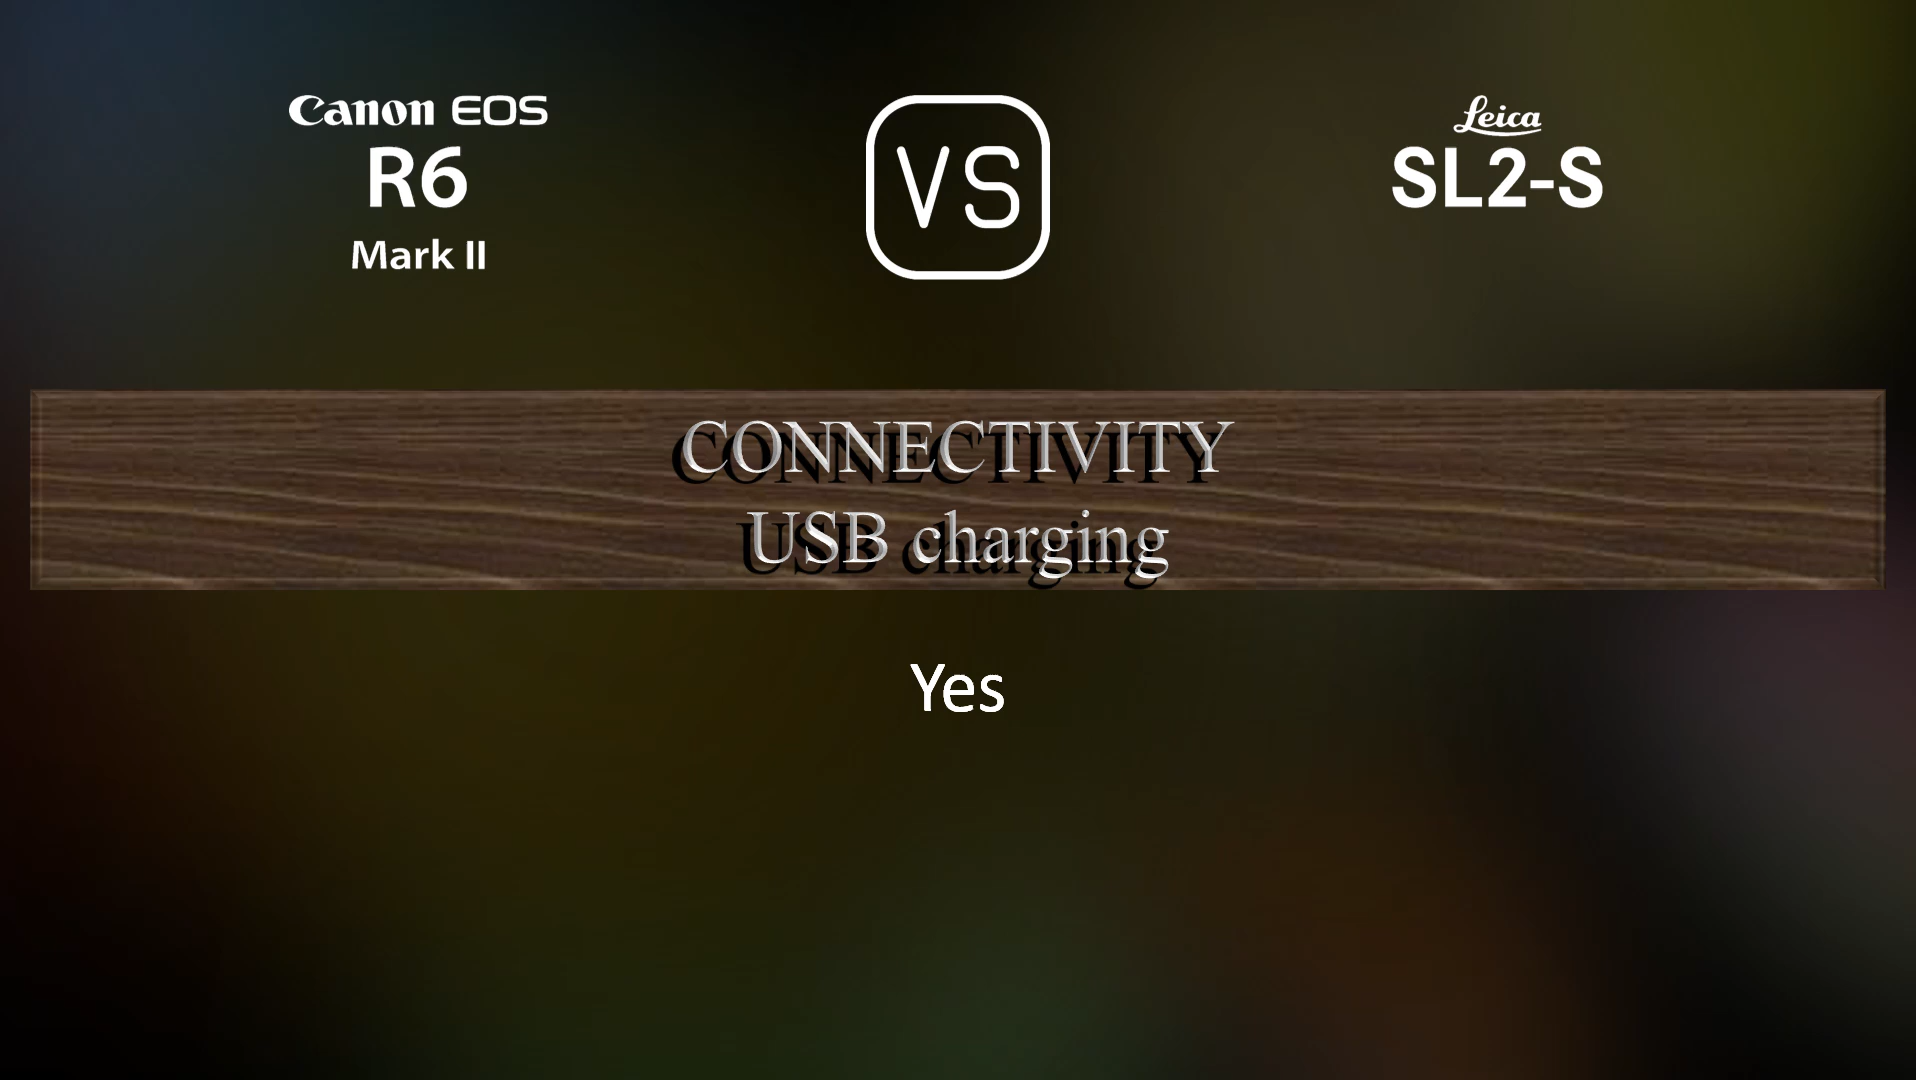 Canon EOS
R6
Mark II
VS
Leica
SL2-S
CONNECTIVITY
USB charging
Yes